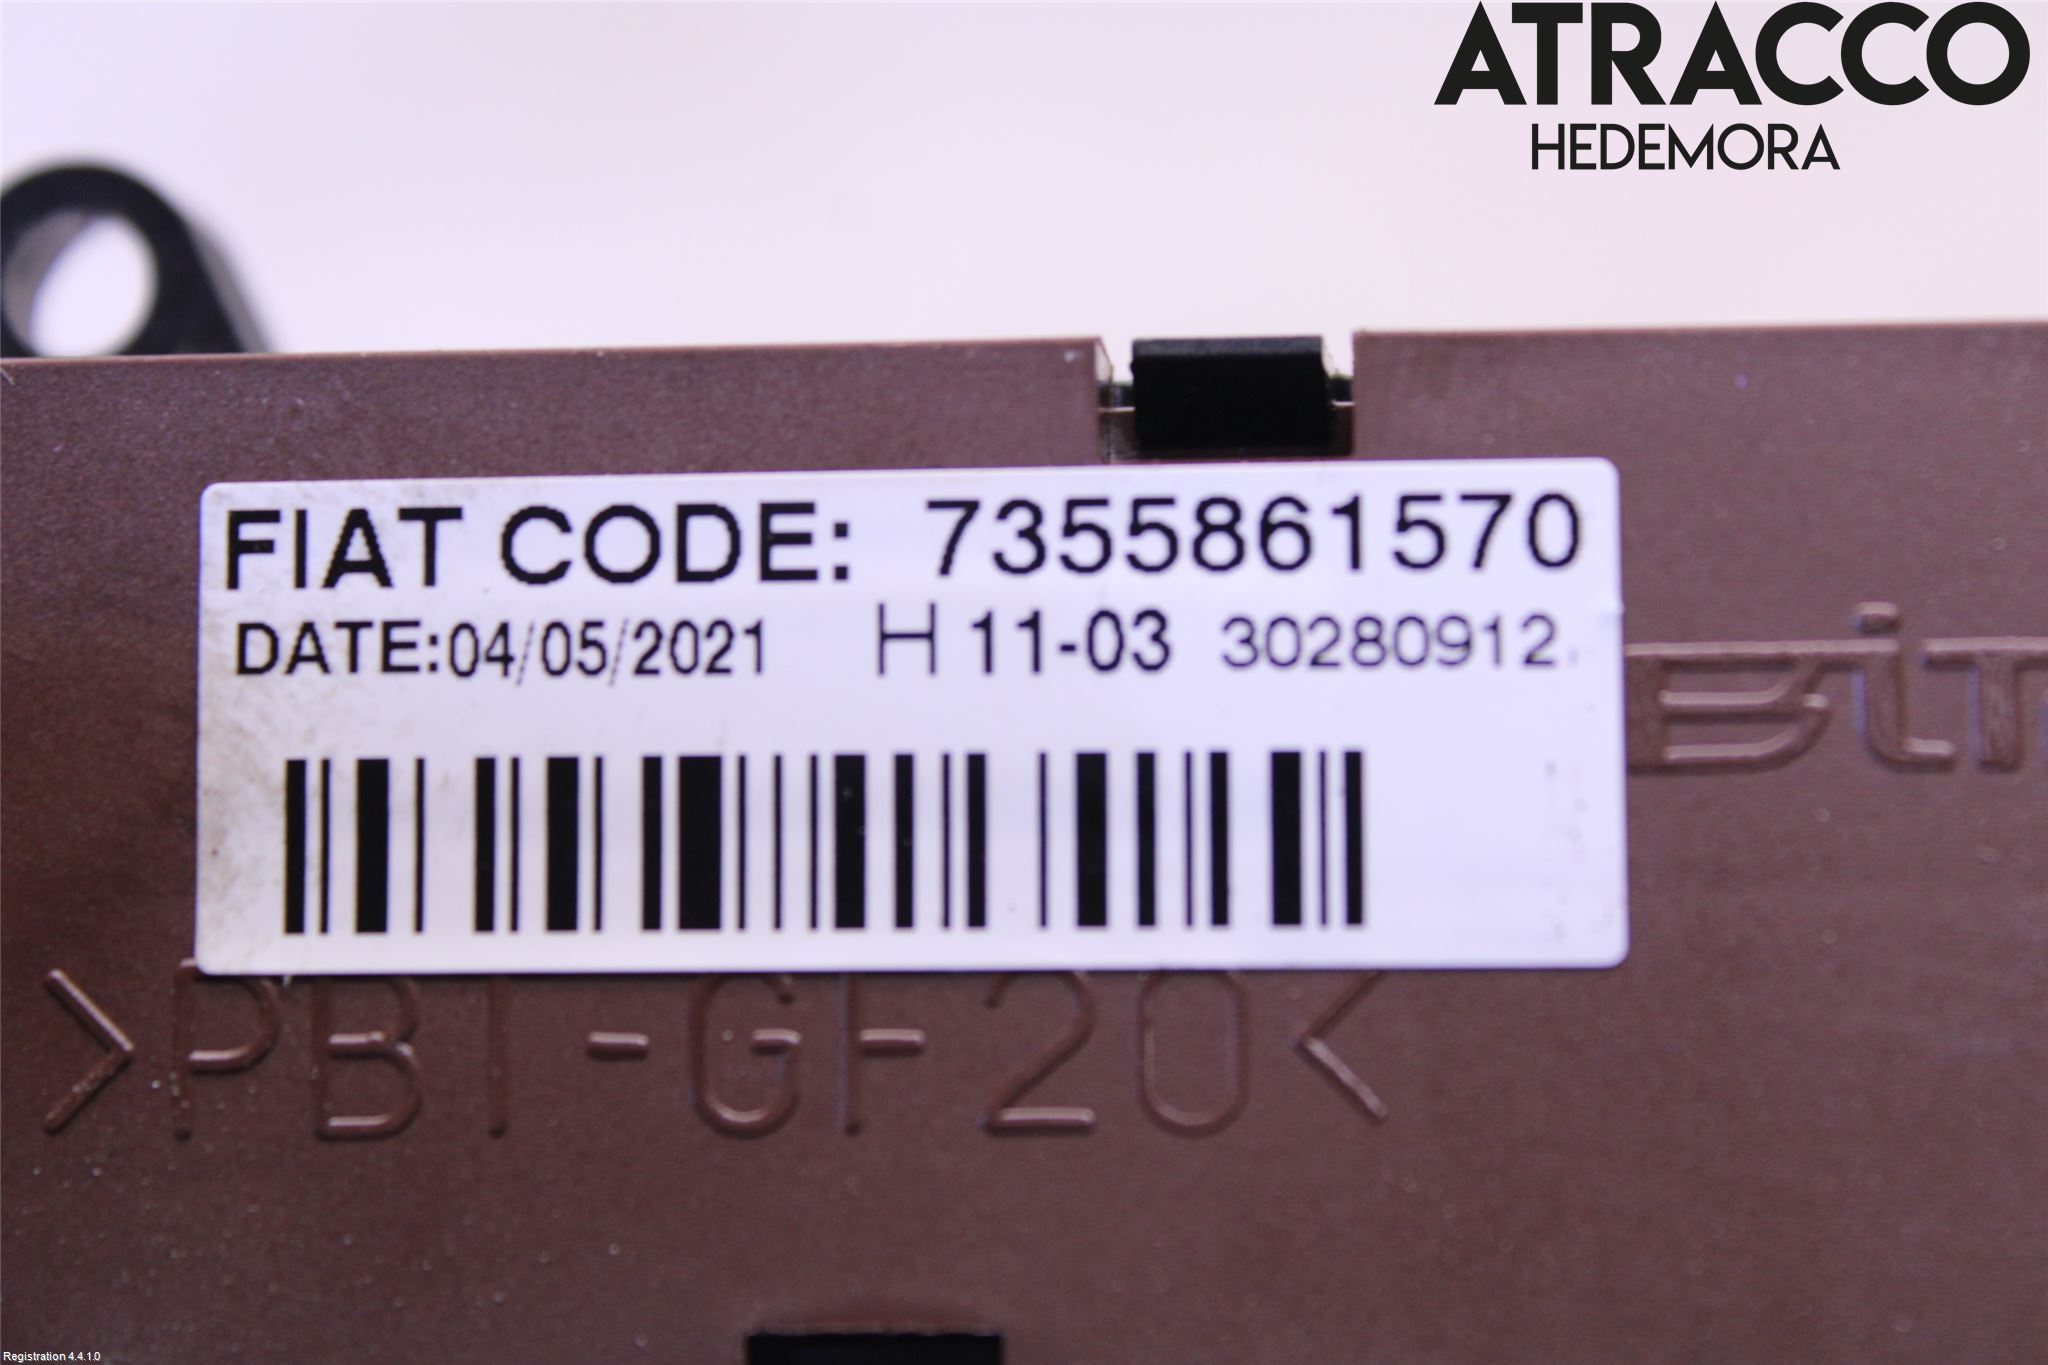 ATRACCO
HEDEMORA
FIAT CODE: 7355861570
DATE:04/05/2021 H 11-03 30280912.
>PBT-GF20<
Registration 4.4.1.0